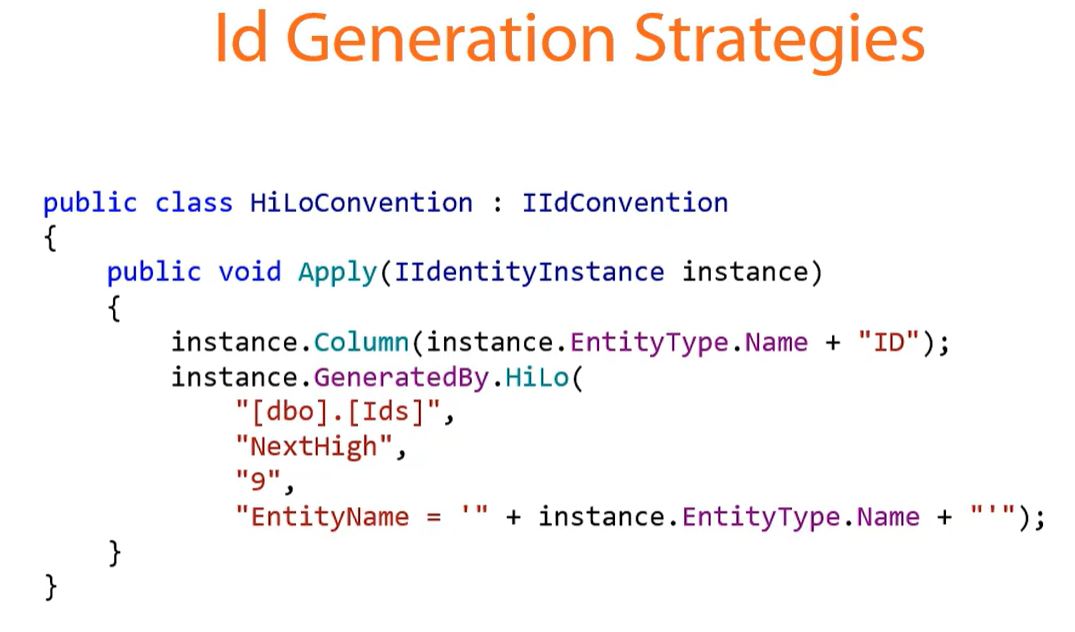 Id Generation Strategies
public class HiLoConvention : IIdConvention
{
    public void Apply(IIdentityInstance instance)
    {
        instance.Column(instance.EntityType.Name + "ID");
        instance.GeneratedBy.HiLo(
            "[dbo].[Ids]",
            "NextHigh",
            "9",
            "EntityName = '" + instance.EntityType.Name + "'");
    }
}